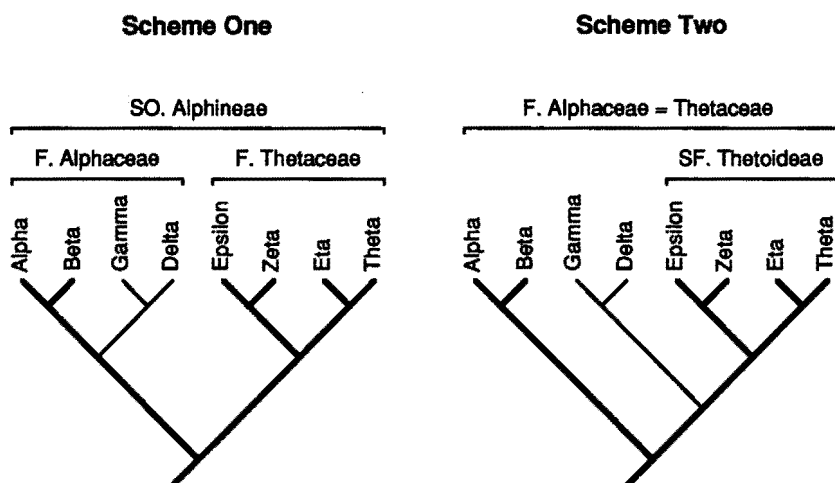 Scheme One
SO. Alphineae
F. Alphaceae F. Thetaceae
Alpha Beta Gamma Delta Epsilon Zeta Eta Theta
Scheme Two
F. Alphaceae = Thetaceae
SF. Thetoideae
Alpha Beta Gamma Delta Epsilon Zeta Eta Theta